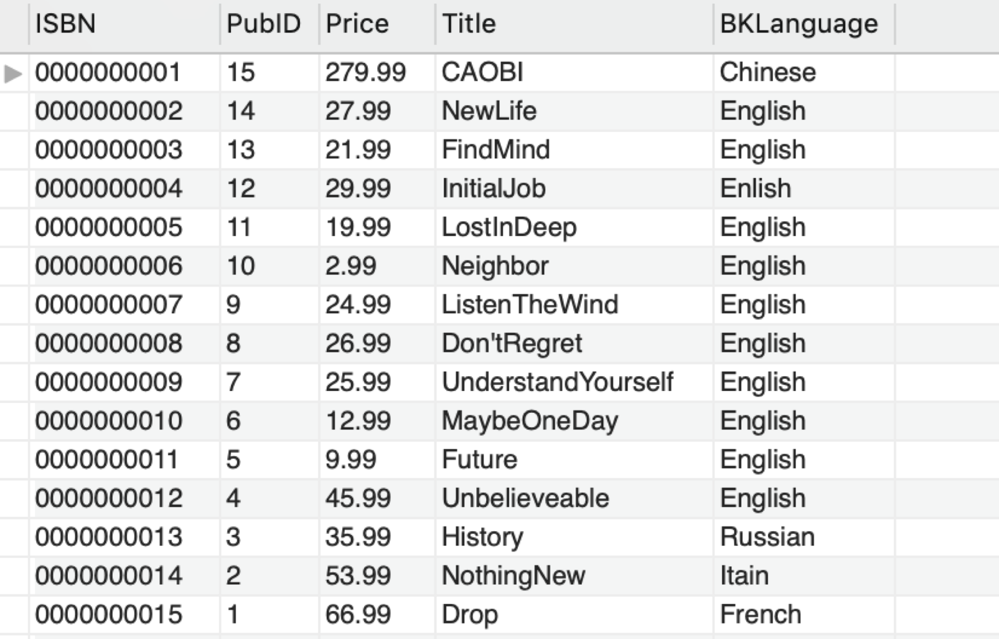 ISBN PubID Price Title BKLanguage
0000000001 15 279.99 CAOBI Chinese
0000000002 14 27.99 NewLife English
0000000003 13 21.99 FindMind English
0000000004 12 29.99 InitialJob Enlish
0000000005 11 19.99 LostInDeep English
0000000006 10 2.99 Neighbor English
0000000007 9 24.99 ListenTheWind English
0000000008 8 26.99 Don'tRegret English
0000000009 7 25.99 UnderstandYourself English
0000000010 6 12.99 MaybeOneDay English
0000000011 5 9.99 Future English
0000000012 4 45.99 Unbelieveable English
0000000013 3 35.99 History Russian
0000000014 2 53.99 NothingNew Itain
0000000015 1 66.99 Drop French